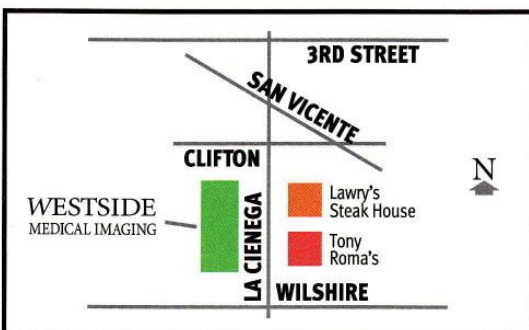 3RD STREET
SAN VICENTE
CLIFTON
N
WESTSIDE
MEDICAL IMAGING
LA CIENEGA
Lawry's
Steak House
Tony
Roma's
WILSHIRE